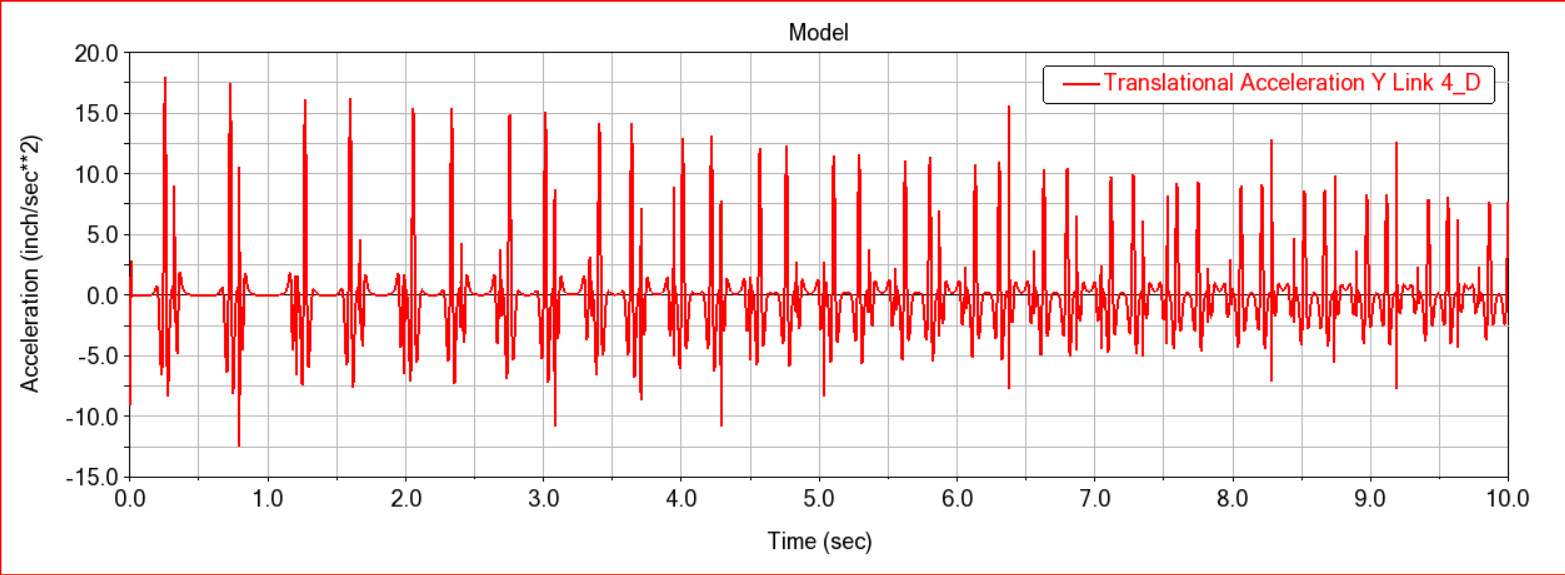 Model
Translational Acceleration Y Link 4_D
Acceleration (inch/sec**2)
20.0
15.0
10.0
5.0
0.0
-5.0
-10.0
-15.0
0.0 1.0 2.0 3.0 4.0 5.0 6.0 7.0 8.0 9.0 10.0
Time (sec)